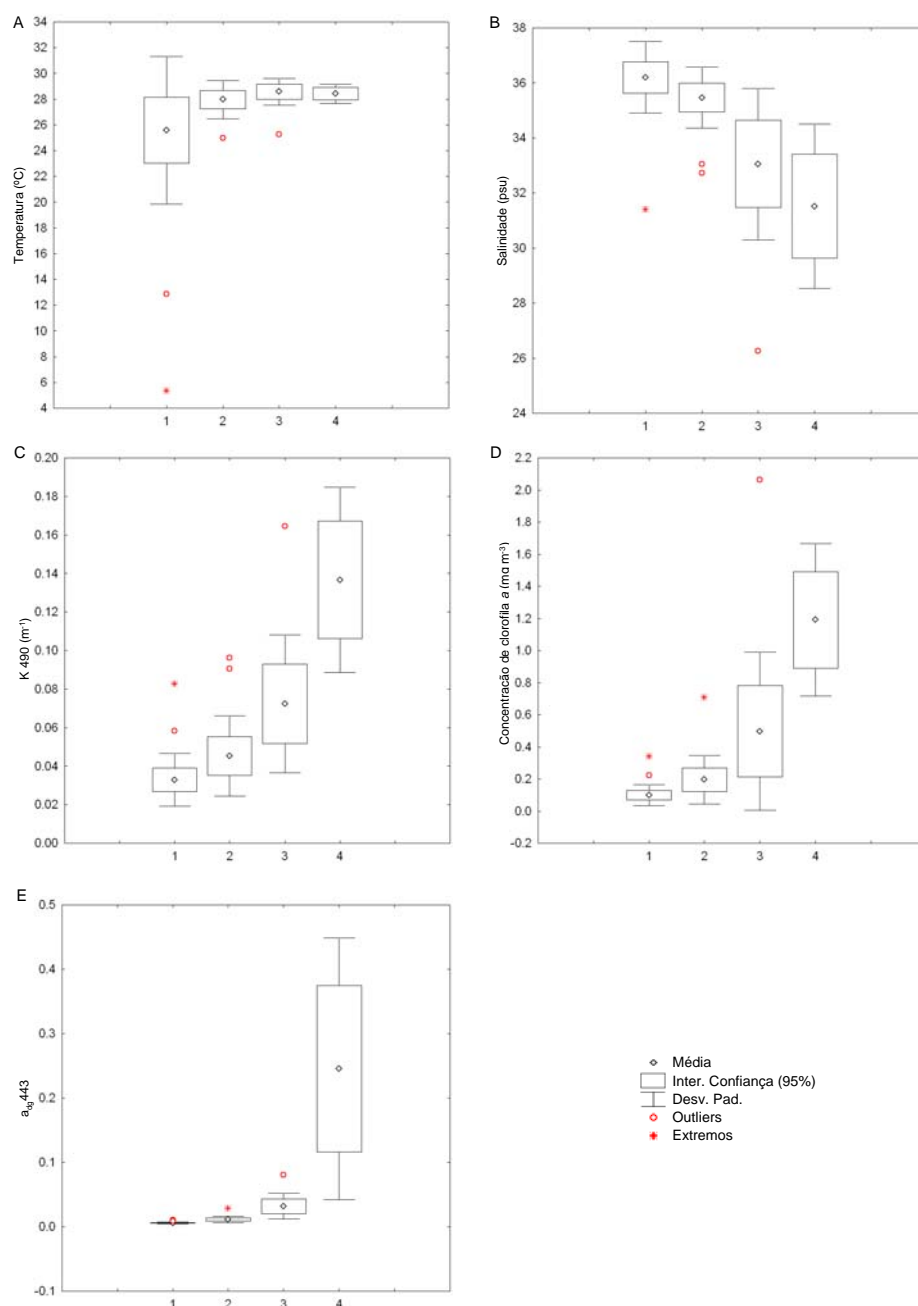 A
34
32
30
28
26
24
22
20
18
16
14
12
10
8
6
4
Temperatura (ºC)
1 2 3 4
B
38
36
34
32
30
28
26
24
Salinidade (psu)
1 2 3 4
C
0.20
0.18
0.16
0.14
0.12
0.10
0.08
0.06
0.04
0.02
0.00
K 490 (m⁻¹)
1 2 3 4
D
2.2
2.0
1.8
1.6
1.4
1.2
1.0
0.8
0.6
0.4
0.2
0.0
-0.2
Concentração de clorofila a (mg m⁻³)
1 2 3 4
E
0.5
0.4
0.3
0.2
0.1
0.0
-0.1
a_dg443
1 2 3 4
Média
Inter. Confiança (95%)
Desv. Pad.
Outliers
Extremos